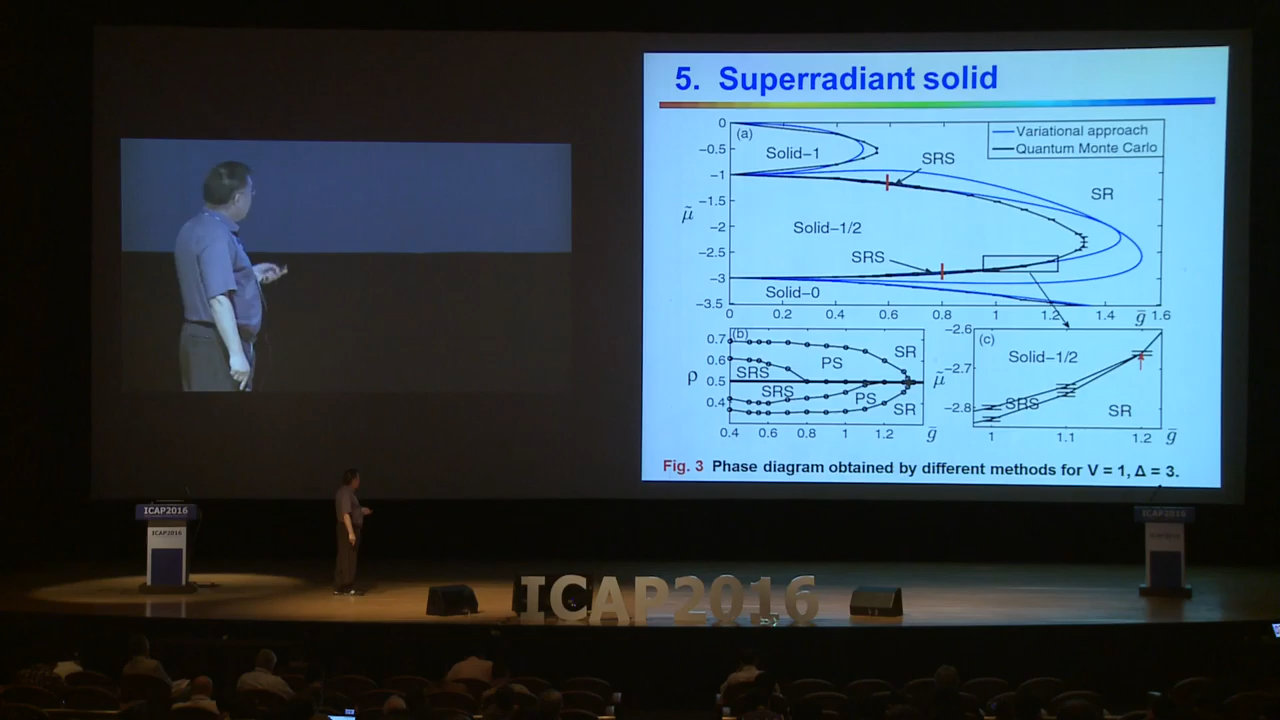 5. Superradiant solid
(a)
Variational approach
Quantum Monte Carlo
Solid-1
SRS
SR
Solid-1/2
SRS
Solid-0
μ̃
0
-0.5
-1
-1.5
-2
-2.5
-3
-3.5
0 0.2 0.4 0.6 0.8 1 1.2 1.4 1.6
g̅
(b)
ρ
0.7
0.6
0.5
0.4
SR
PS
SRS
SRS
PS
SR
0.4 0.6 0.8 1 1.2
g̅
(c)
μ̃
-2.6
-2.7
-2.8
Solid-1/2
SRS
SR
1 1.1 1.2
g̅
Fig. 3 Phase diagram obtained by different methods for V = 1, Δ = 3.
ICAP2016
ICAP2016
ICAP2016
ICAP2016